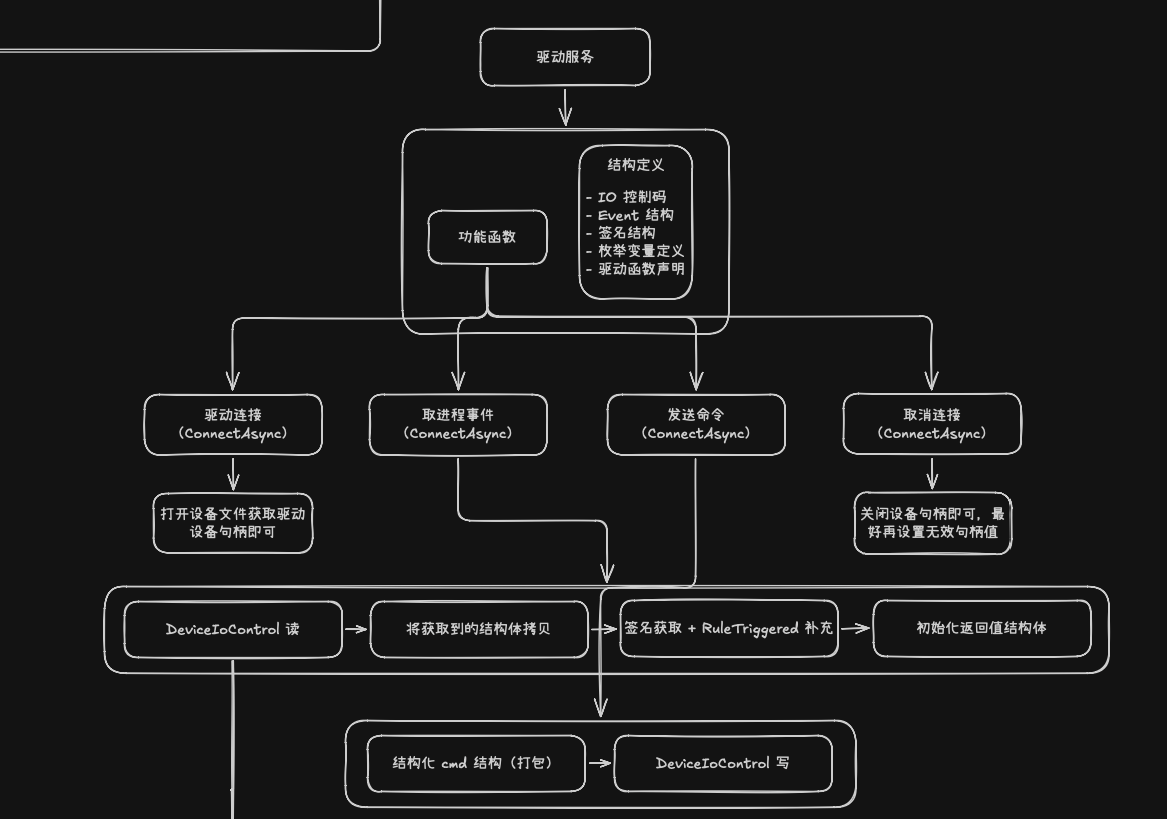 驱动服务
结构定义
- IO 控制码
- Event 结构
- 签名结构
- 枚举变量定义
- 驱动函数声明
功能函数
驱动连接
（ConnectAsync）
取进程事件
（ConnectAsync）
发送命令
（ConnectAsync）
取消连接
（ConnectAsync）
打开设备文件获取驱动
设备句柄即可
关闭设备句柄即可，最
好再设置无效句柄值
DeviceIoControl 读
将获取到的结构体拷贝
签名获取 + RuleTriggered 补充
初始化返回值结构体
结构化 cmd 结构（打包）
DeviceIoControl 写